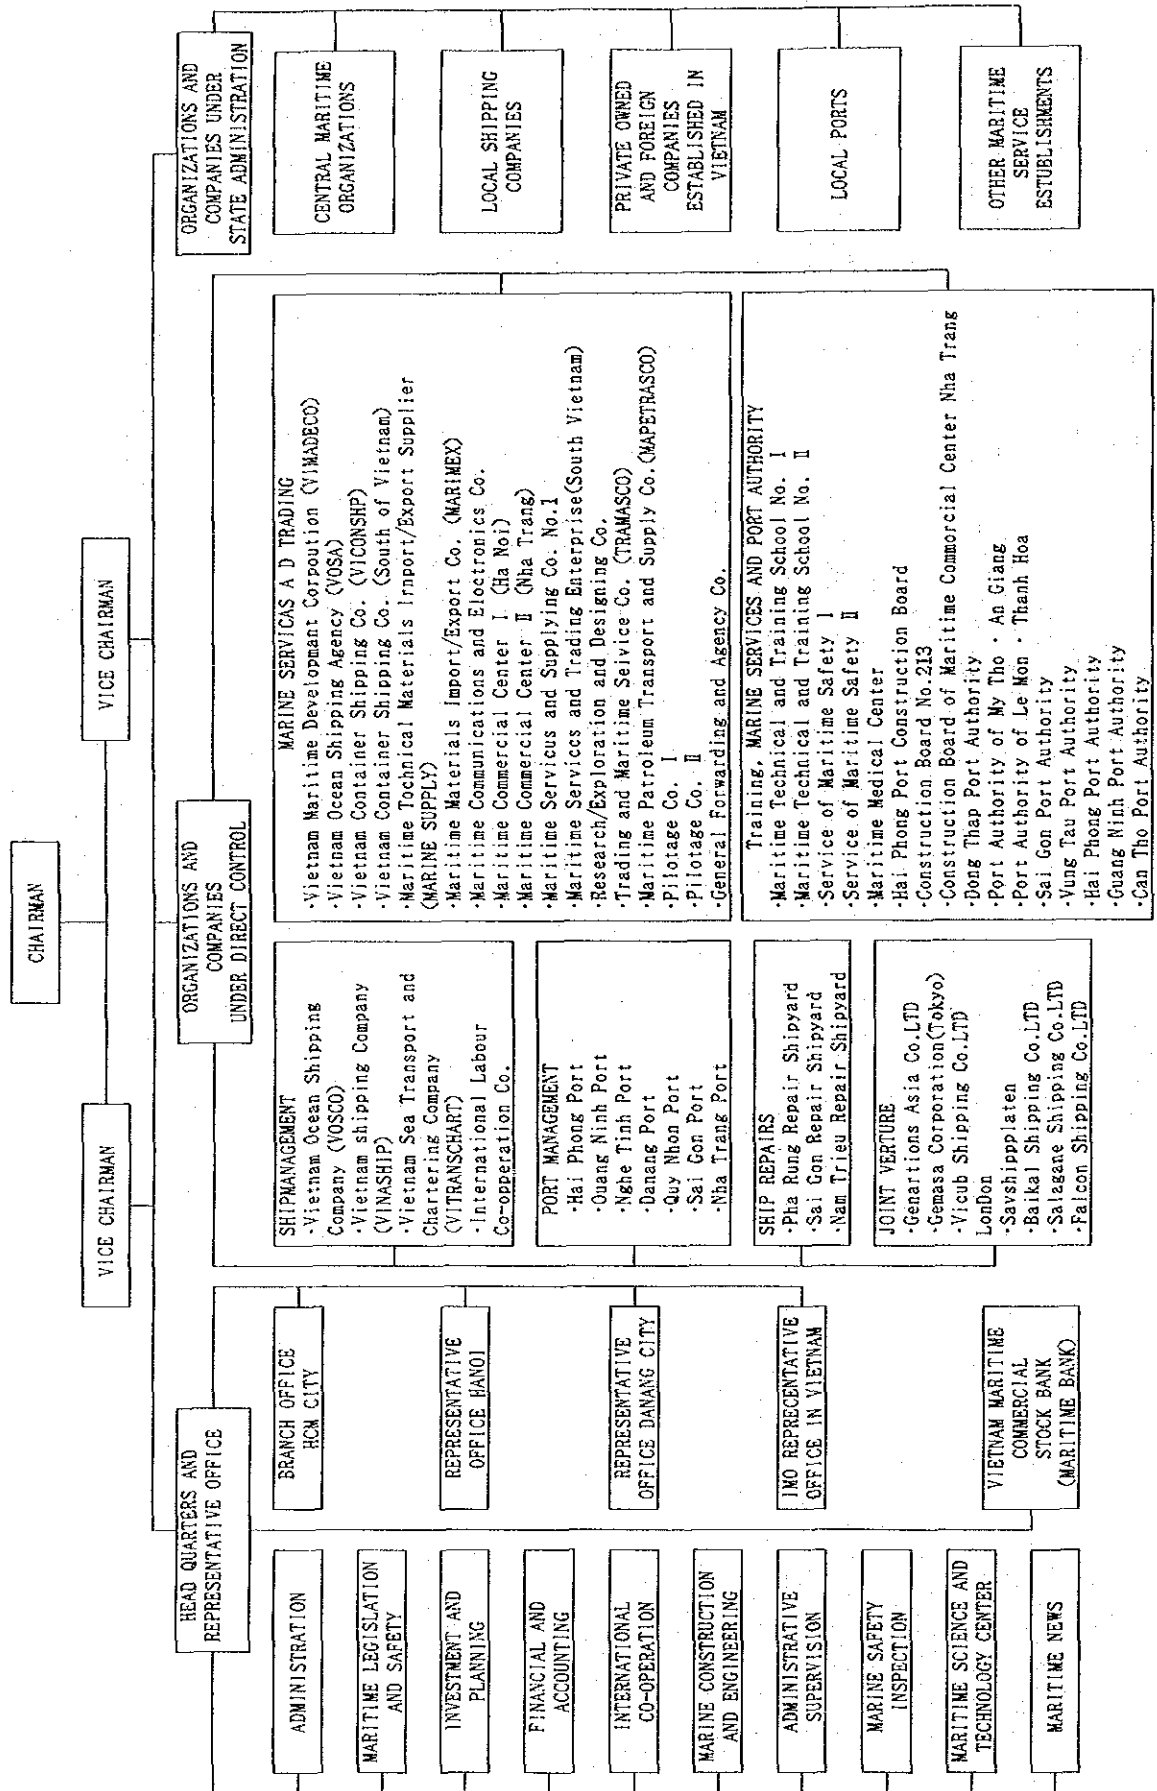 CHAIRMAN
VICE CHAIRMAN
VICE CHAIRMAN
HEAD QUARTERS AND
REPRESENTATIVE OFFICE
ADMINISTRATION
MARITIME LEGISLATION
AND SAFETY
INVESTMENT AND
PLANNING
FINANCIAL AND
ACCOUNTING
INTERNATIONAL
CO-OPERATION
MARINE CONSTRUCTION
AND ENGINEERING
ADMINISTRATIVE
SUPERVISION
MARINE SAFETY
INSPECTION
MARITIME SCIENCE AND
TECHNOLOGY CENTER
MARITIME NEWS
BRANCH OFFICE
HCM CITY
REPRESENTATIVE
OFFICE HANOI
REPRESENTATIVE
OFFICE DANANG CITY
IMO REPRECENTATIVE
OFFICE IN VIETNAM
VIETNAM MARITIME
COMMERCIAL
STOCK BANK
(MARITIME BANK)
ORGANIZATIONS AND
COMPANIES
UNDER DIRECT CONTROL
SHIPMANAGEMENT
·Vietnam Ocean Shipping
Company (VOSCO)
·Vietnam shipping Company
(VINASHIP)
·Vietnam Sea Transport and
Chartering Company
(VITRANSCHART)
·International Labour
Co-opperation Co.
PORT MANAGEMENT
·Hai Phong Port
·Quang Ninh Port
·Nghe Tinh Port
·Danang Port
·Quy Nhon Port
·Sai Gon Port
·Nha Trang Port
SHIP REPAIRS
·Pha Rung Repair Shipyard
·Sai Gon Repair Shipyard
·Nam Trieu Repair Shipyard
JOINT VERTURE
·Genartions Asia Co.LTD
·Gemasa Corporation(Tokyo)
·Vicub Shipping Co.LTD
LonDon
·Savshippplaten
·Baikal Shipping Co.LTD
·Salagane Shipping Co.LTD
·Falcon Shipping Co.LTD
MARINE SERVICAS A D TRADING
·Vietnam Maritime Development Corpoution (VIMADECO)
·Vietnam Ocean Shipping Agency (VOSA)
·Vietnam Container Shipping Co. (VICONSHP)
·Vietnam Container Shipping Co. (South of Vietnam)
·Maritime Tochnical Materials Irnport/Export Supplier
(MARINE SUPPLY)
·Maritime Materials Import/Export Co. (MARIMEX)
·Maritime Communications and Eloctronics Co.
·Maritime Commercial Center I (Ha Noi)
·Maritime Commercial Center II (Nha Trang)
·Maritime Servicus and Supplying Co. No.1
·Maritime Services and Trading Enterprise(South Vietnam)
·Research/Exploration and Designing Co.
·Trading and Maritime Seivice Co. (TRAMASCO)
·Maritime Patroleum Transport and Supply Co.(MAPETRASCO)
·Pilotage Co. I
·Pilotage Co. II
·General Forwarding and Agency Co.
Training, MARINE SERVICES AND PORT AUTHORITY
·Maritime Technical and Training School No. I
·Maritime Technical and Training School No. II
·Service of Maritime Safety I
·Service of Maritime Safety II
·Maritime Medical Center
·Hai Phong Port Construction Board
·Construction Board No.213
·Construction Board of Maritime Commorcial Center Nha Trang
·Dong Thap Port Authority
·Port Authority of My Tho · An Giang
·Port Authority of Le Mon · Thanh Hoa
·Sai Gon Port Authority
·Vung Tau Port Authority
·Hai Phong Port Authority
·Guang Ninh Port Authority
·Can Tho Port Authority
ORGANIZATIONS AND
COMPANIES UNDER
STATE ADMINISTRATION
CENTRAL MARITIME
ORGANIZATIONS
LOCAL SHIPPING
COMPANIES
PRIVATE OWNED
AND FOREIGN
COMPANIES
ESTABLISHED IN
VIETNAM
LOCAL PORTS
OTHER MARITIME
SERVICE
ESTUBLISHMENTS